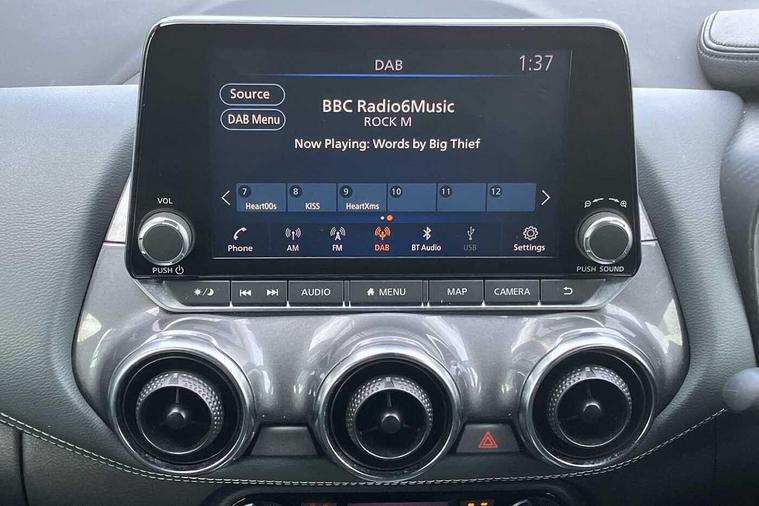 DAB 1:37
Source
BBC Radio6Music
DAB Menu
ROCK M
Now Playing: Words by Big Thief
7 8 9 10 11 12
Heart00s KISS HeartXms
VOL
PUSH
Phone AM FM DAB BT Audio USB Settings
PUSH SOUND
AUDIO MENU MAP CAMERA